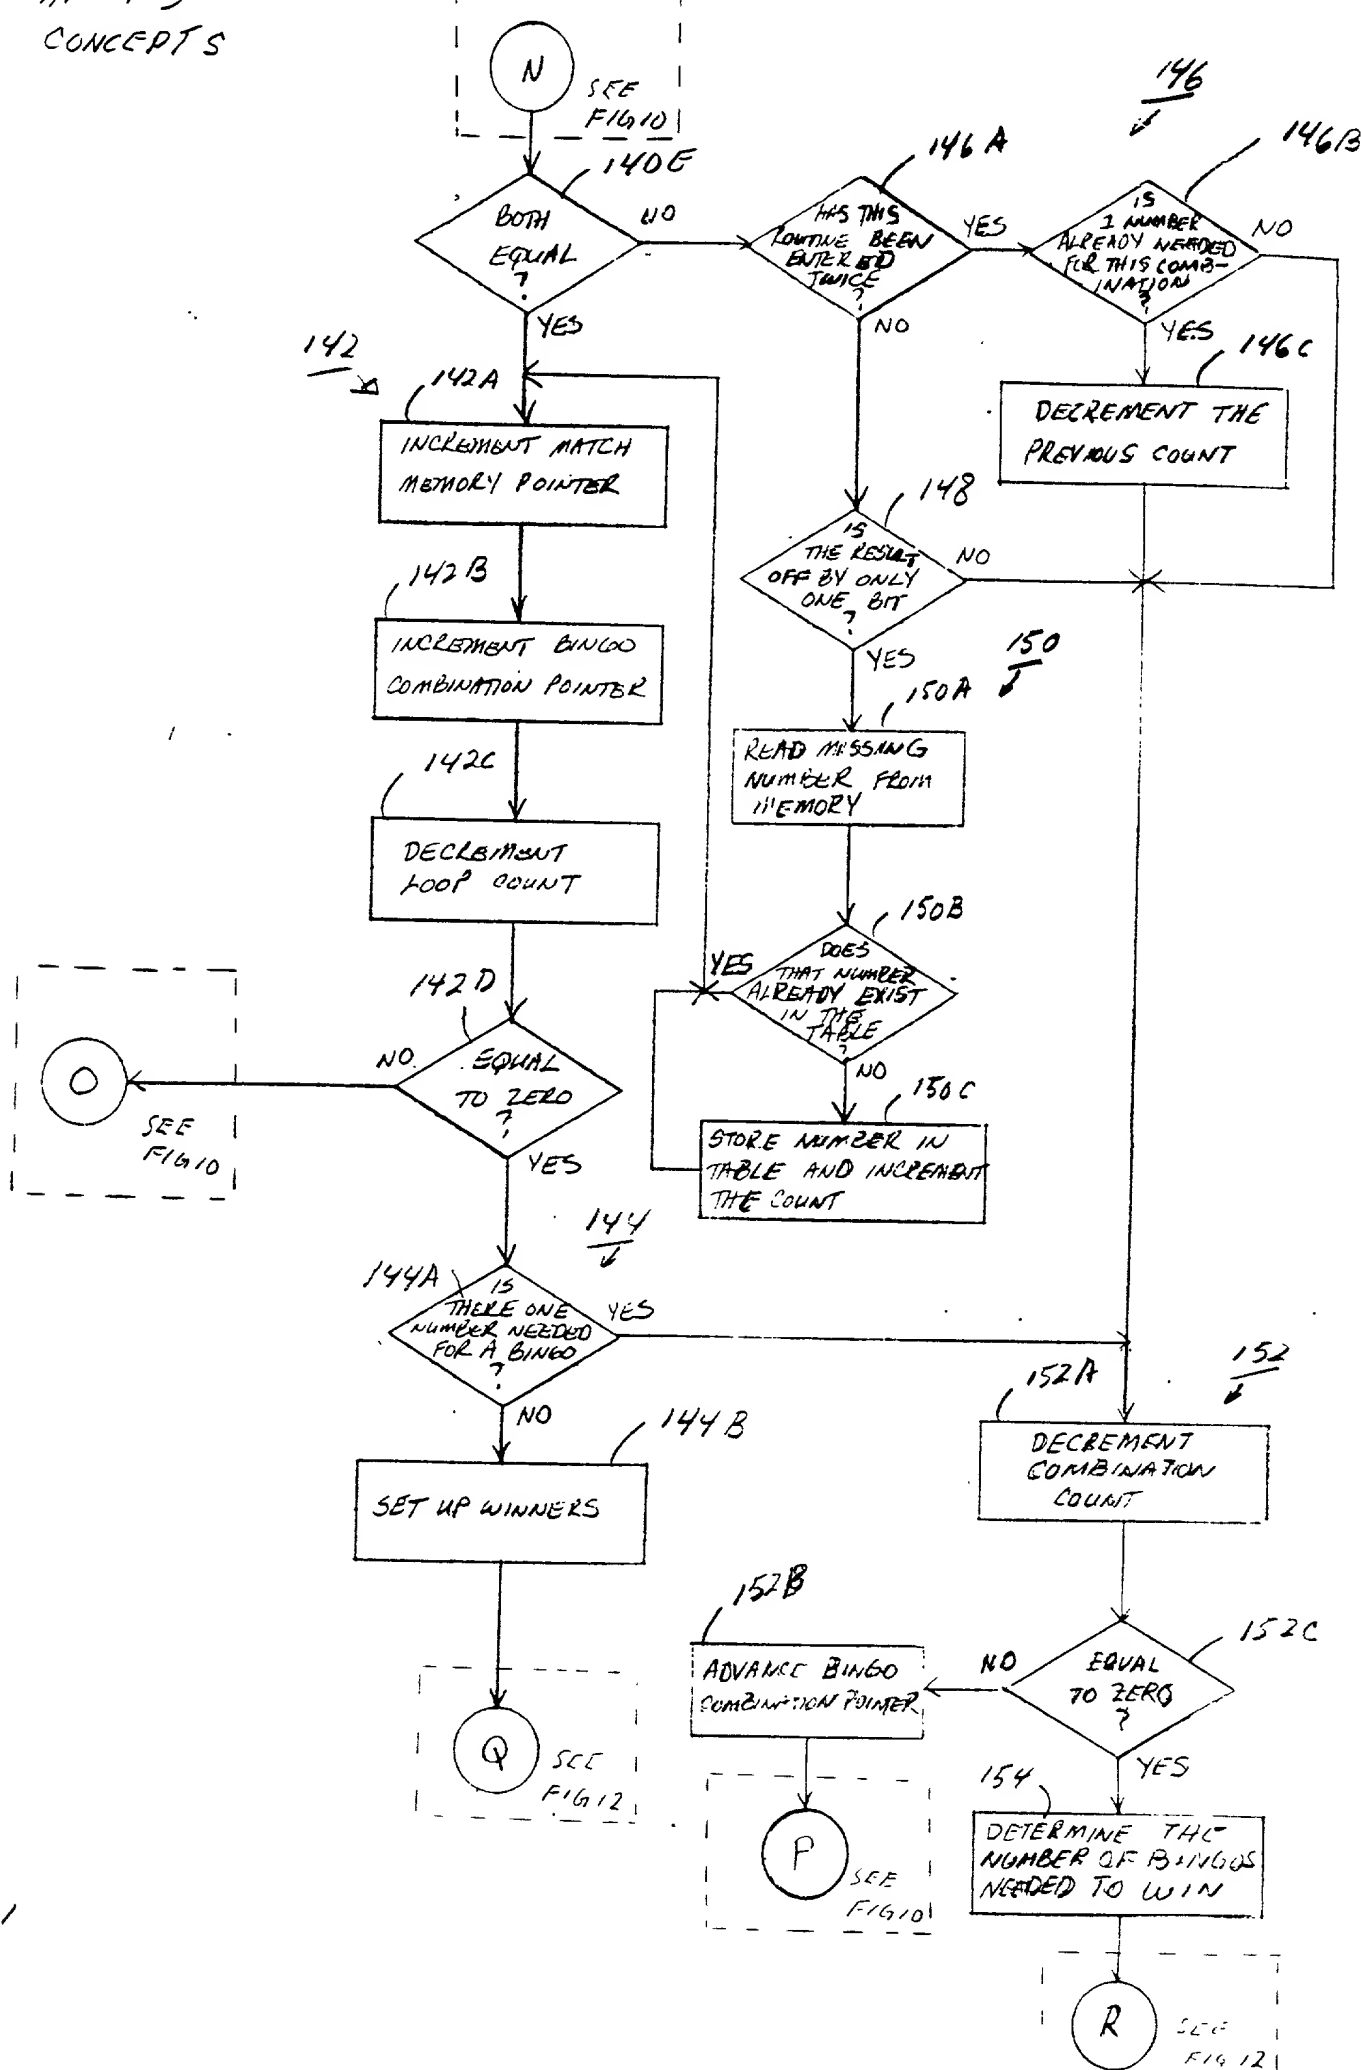 CONCEPTS
N
SEE
FIG 10
146
140E
146A
146B
BOTH
EQUAL
?
NO
HAS THIS
ROUTINE BEEN
ENTERED
TWICE
?
YES
IS
1 NUMBER
ALREADY NEEDED
FOR THIS COMB-
INATION
?
NO
YES
NO
YES
142
142A
146C
INCREMENT MATCH
MEMORY POINTER
DECREMENT THE
PREVIOUS COUNT
148
IS
THE RESULT
OFF BY ONLY
ONE BIT
?
NO
YES
142B
INCREMENT BINGO
COMBINATION POINTER
150
150A
READ MISSING
NUMBER FROM
MEMORY
142C
DECREMENT
LOOP COUNT
150B
DOES
THAT NUMBER
ALREADY EXIST
IN THE
TABLE
?
YES
NO
142D
EQUAL
TO ZERO
?
NO
YES
O
SEE
FIG 10
150C
STORE NUMBER IN
TABLE AND INCREMENT
THE COUNT
144
144A
IS
THERE ONE
NUMBER NEEDED
FOR A BINGO
?
YES
NO
152
152A
DECREMENT
COMBINATION
COUNT
144B
SET UP WINNERS
152B
152C
ADVANCE BINGO
COMBINATION POINTER
NO
EQUAL
TO ZERO
?
YES
Q
SEE
FIG 12
154
DETERMINE THE
NUMBER OF BINGOS
NEEDED TO WIN
P
SEE
FIG 10
R
SEE
FIG 12